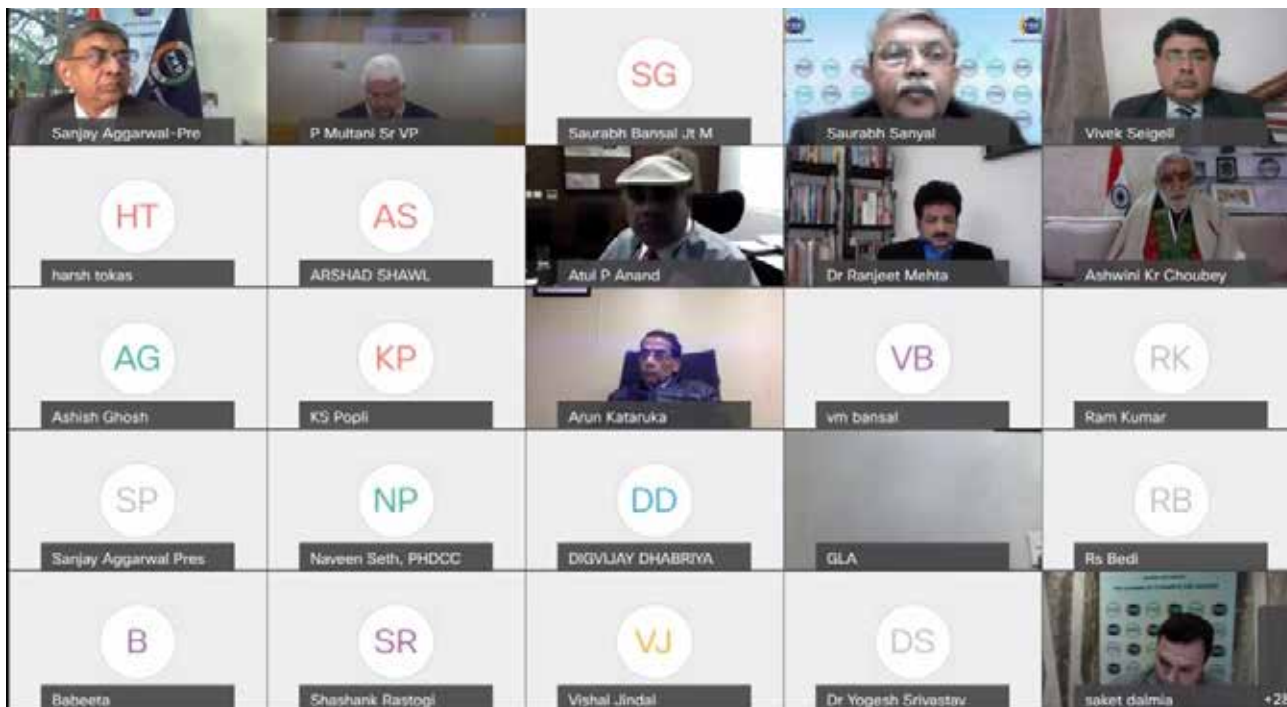 Sanjay Aggarwal-Pre
P Multani Sr VP
SG
Saurabh Bansal Jt M
Saurabh Sanyal
Vivek Seigell
HT
harsh tokas
AS
ARSHAD SHAWL
Atul P Anand
Dr Ranjeet Mehta
Ashwini Kr Choubey
AG
Ashish Ghosh
KP
KS Popli
Arun Kataruka
VB
vm bansal
RK
Ram Kumar
SP
Sanjay Aggarwal Pres
NP
Naveen Seth, PHDCC
DD
DIGVIJAY DHABRIYA
GLA
RB
Rs Bedi
B
Babeeta
SR
Shashank Rastogi
VJ
Vishal Jindal
DS
Dr Yogesh Srivastav
saket dalmia